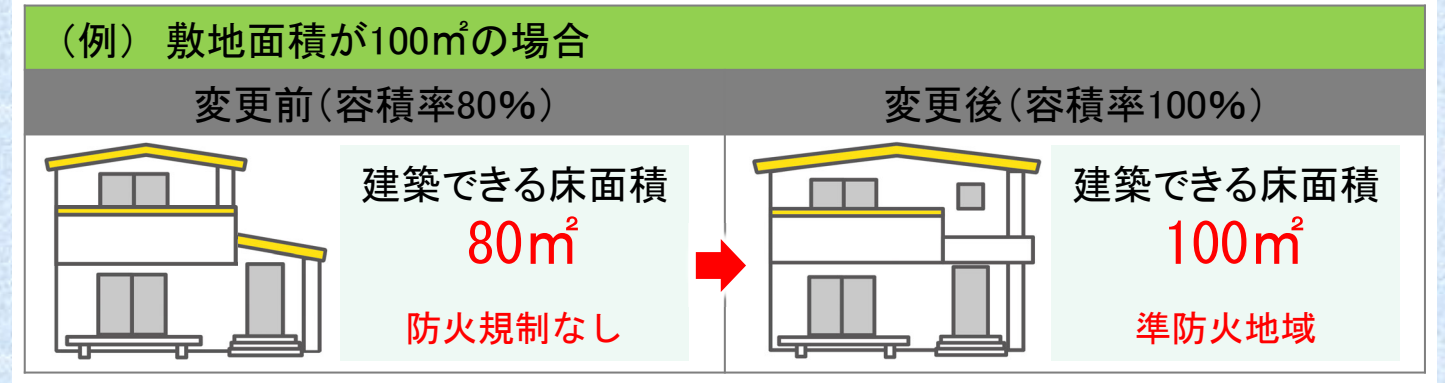 （例） 敷地面積が100㎡の場合
変更前（容積率80％）
変更後（容積率100％）
建築できる床面積
80㎡
防火規制なし
建築できる床面積
100㎡
準防火地域